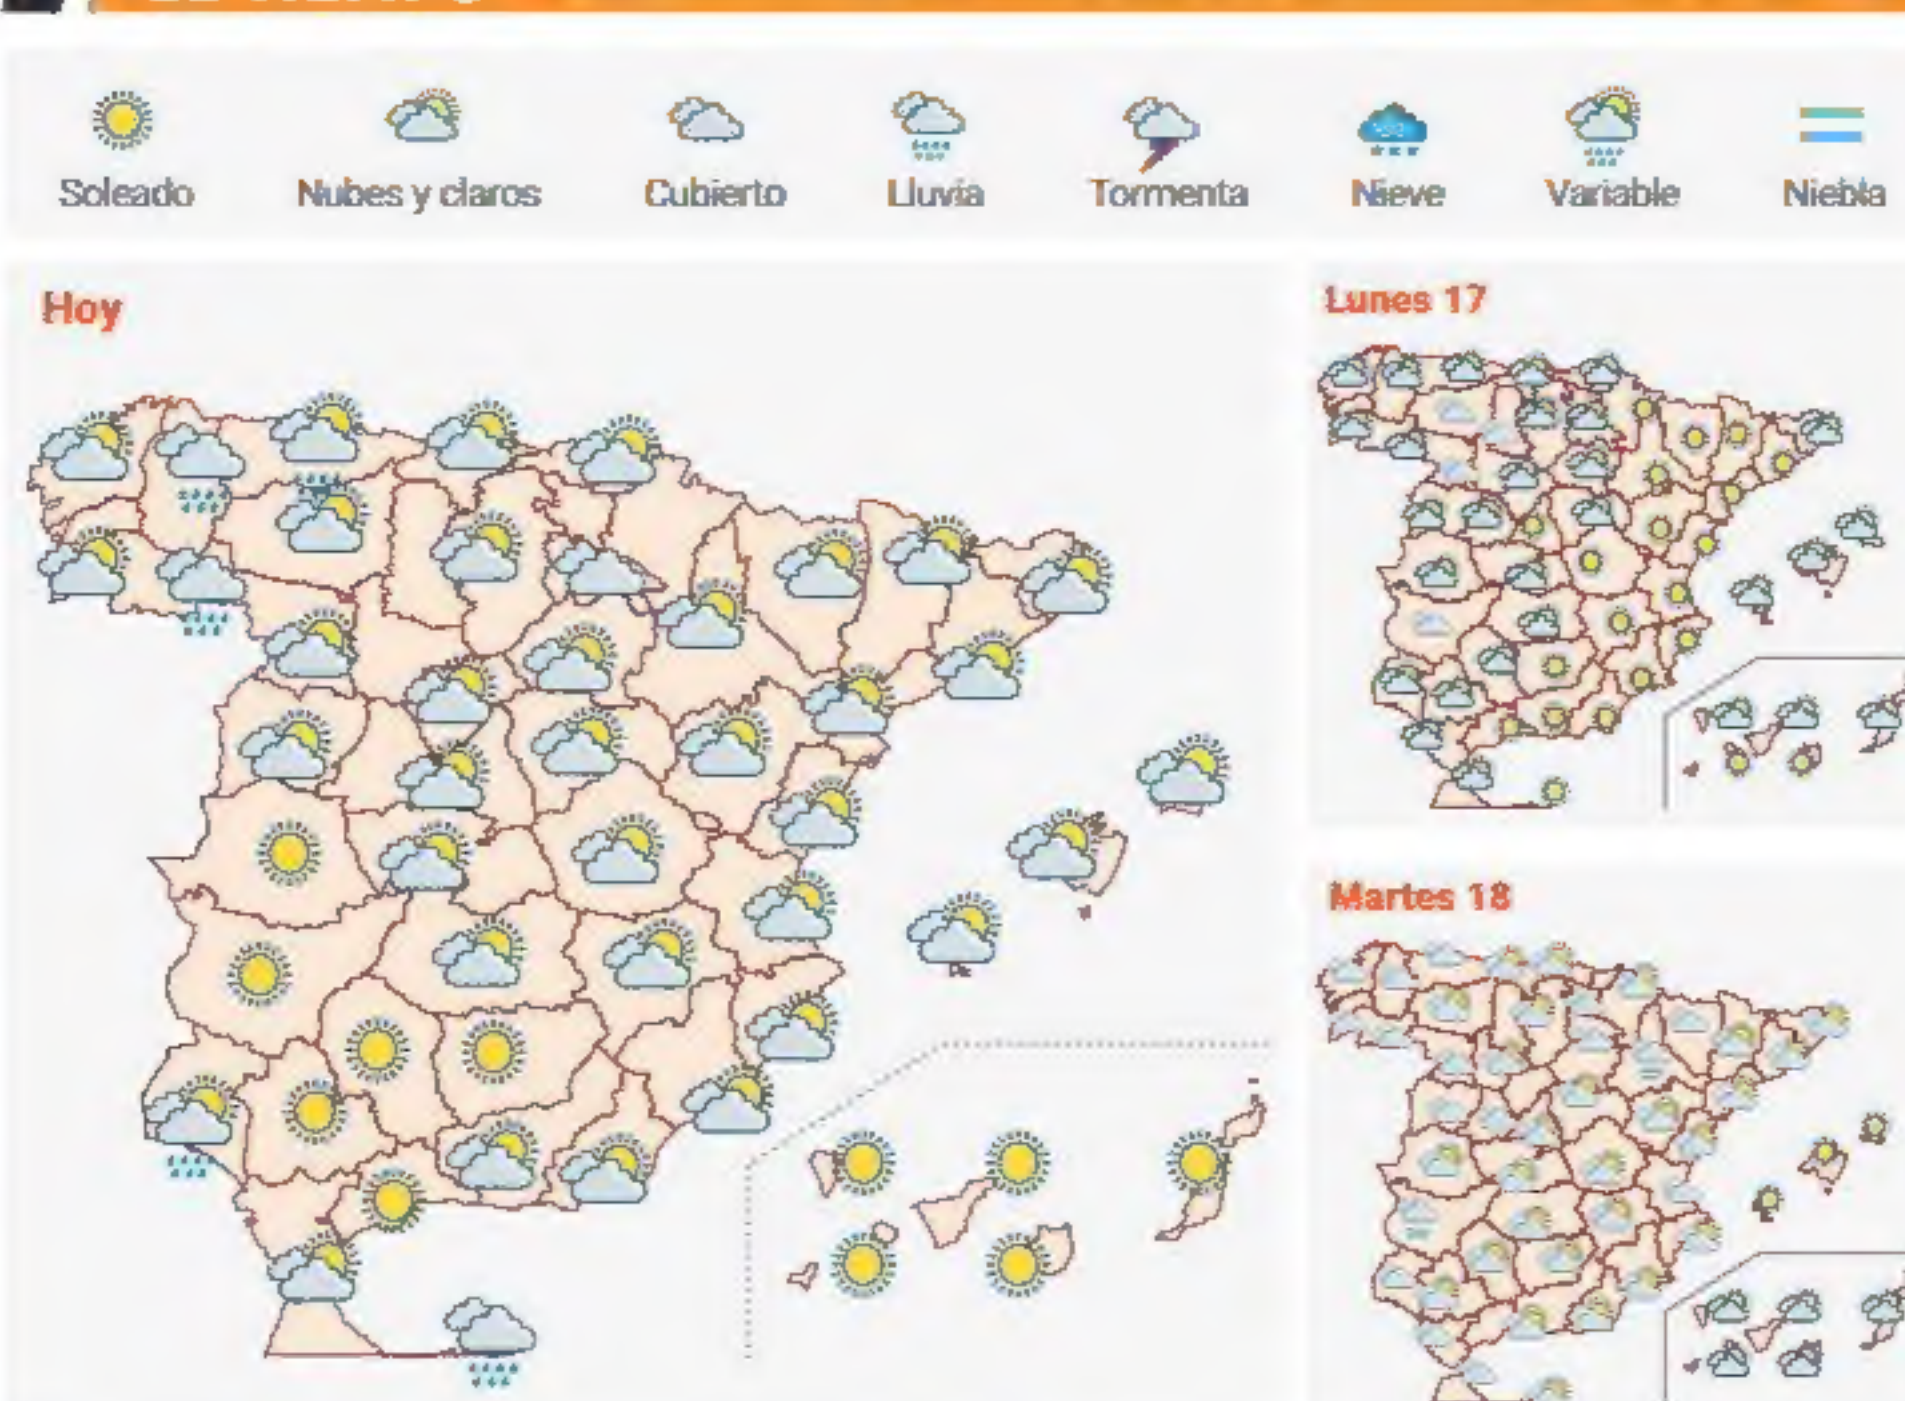 Soleado
Nubes y claros
Cubierto
Lluvia
Tormenta
Nieve
Variable
Niebla
Hoy
Lunes 17
Martes 18